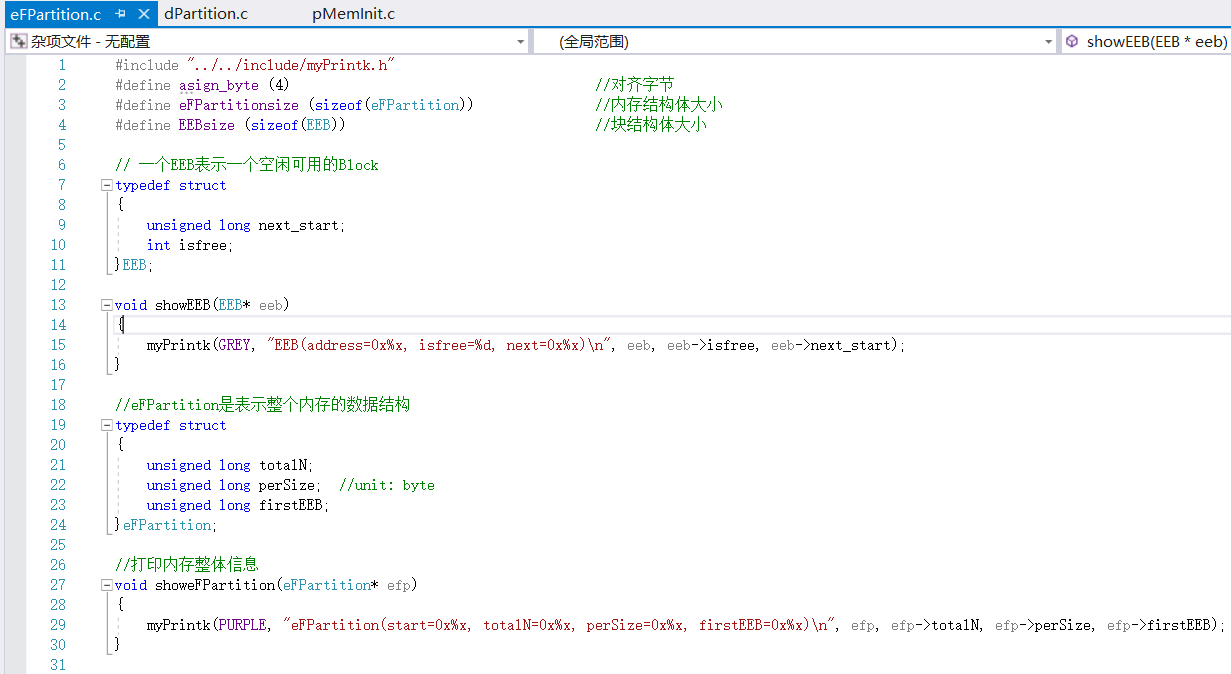 eFPartition.c dPartition.c pMemInit.c
杂项文件 - 无配置 (全局范围) showEEB(EEB * eeb)
1 #include "../../include/myPrintk.h"
2 #define asign_byte (4) //对齐字节
3 #define eFPartitionsize (sizeof(eFPartition)) //内存结构体大小
4 #define EEBsize (sizeof(EEB)) //块结构体大小
5
6 // 一个EEB表示一个空闲可用的Block
7 typedef struct
8 {
9 unsigned long next_start;
10 int isfree;
11 }EEB;
12
13 void showEEB(EEB* eeb)
14 {
15 myPrintk(GREY, "EEB(address=0x%x, isfree=%d, next=0x%x)\n", eeb, eeb->isfree, eeb->next_start);
16 }
17
18 //eFPartition是表示整个内存的数据结构
19 typedef struct
20 {
21 unsigned long totalN;
22 unsigned long perSize; //unit: byte
23 unsigned long firstEEB;
24 }eFPartition;
25
26 //打印内存整体信息
27 void showeFPartition(eFPartition* efp)
28 {
29 myPrintk(PURPLE, "eFPartition(start=0x%x, totalN=0x%x, perSize=0x%x, firstEEB=0x%x)\n", efp, efp->totalN, efp->perSize, efp->firstEEB);
30 }
31